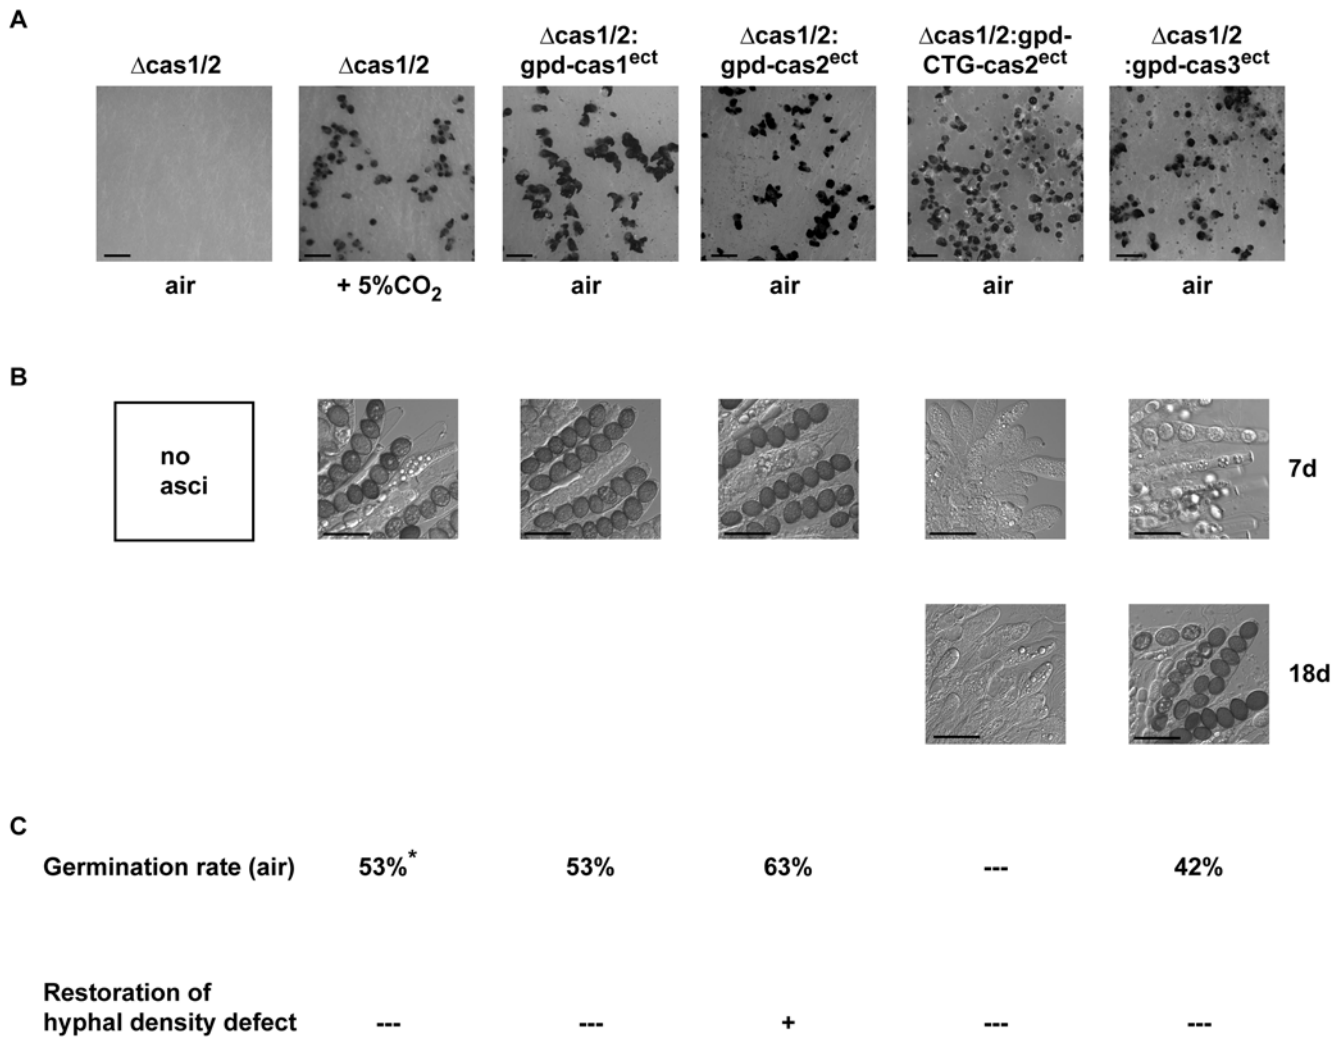 A
Δcas1/2
Δcas1/2
Δcas1/2:
gpd-cas1ect
Δcas1/2:
gpd-cas2ect
Δcas1/2:gpd-
CTG-cas2ect
Δcas1/2
:gpd-cas3ect
air
+ 5%CO2
air
air
air
air
B
no
asci
7d
18d
C
Germination rate (air)
53%*
53%
63%
---
42%
Restoration of
hyphal density defect
---
---
+
---
---